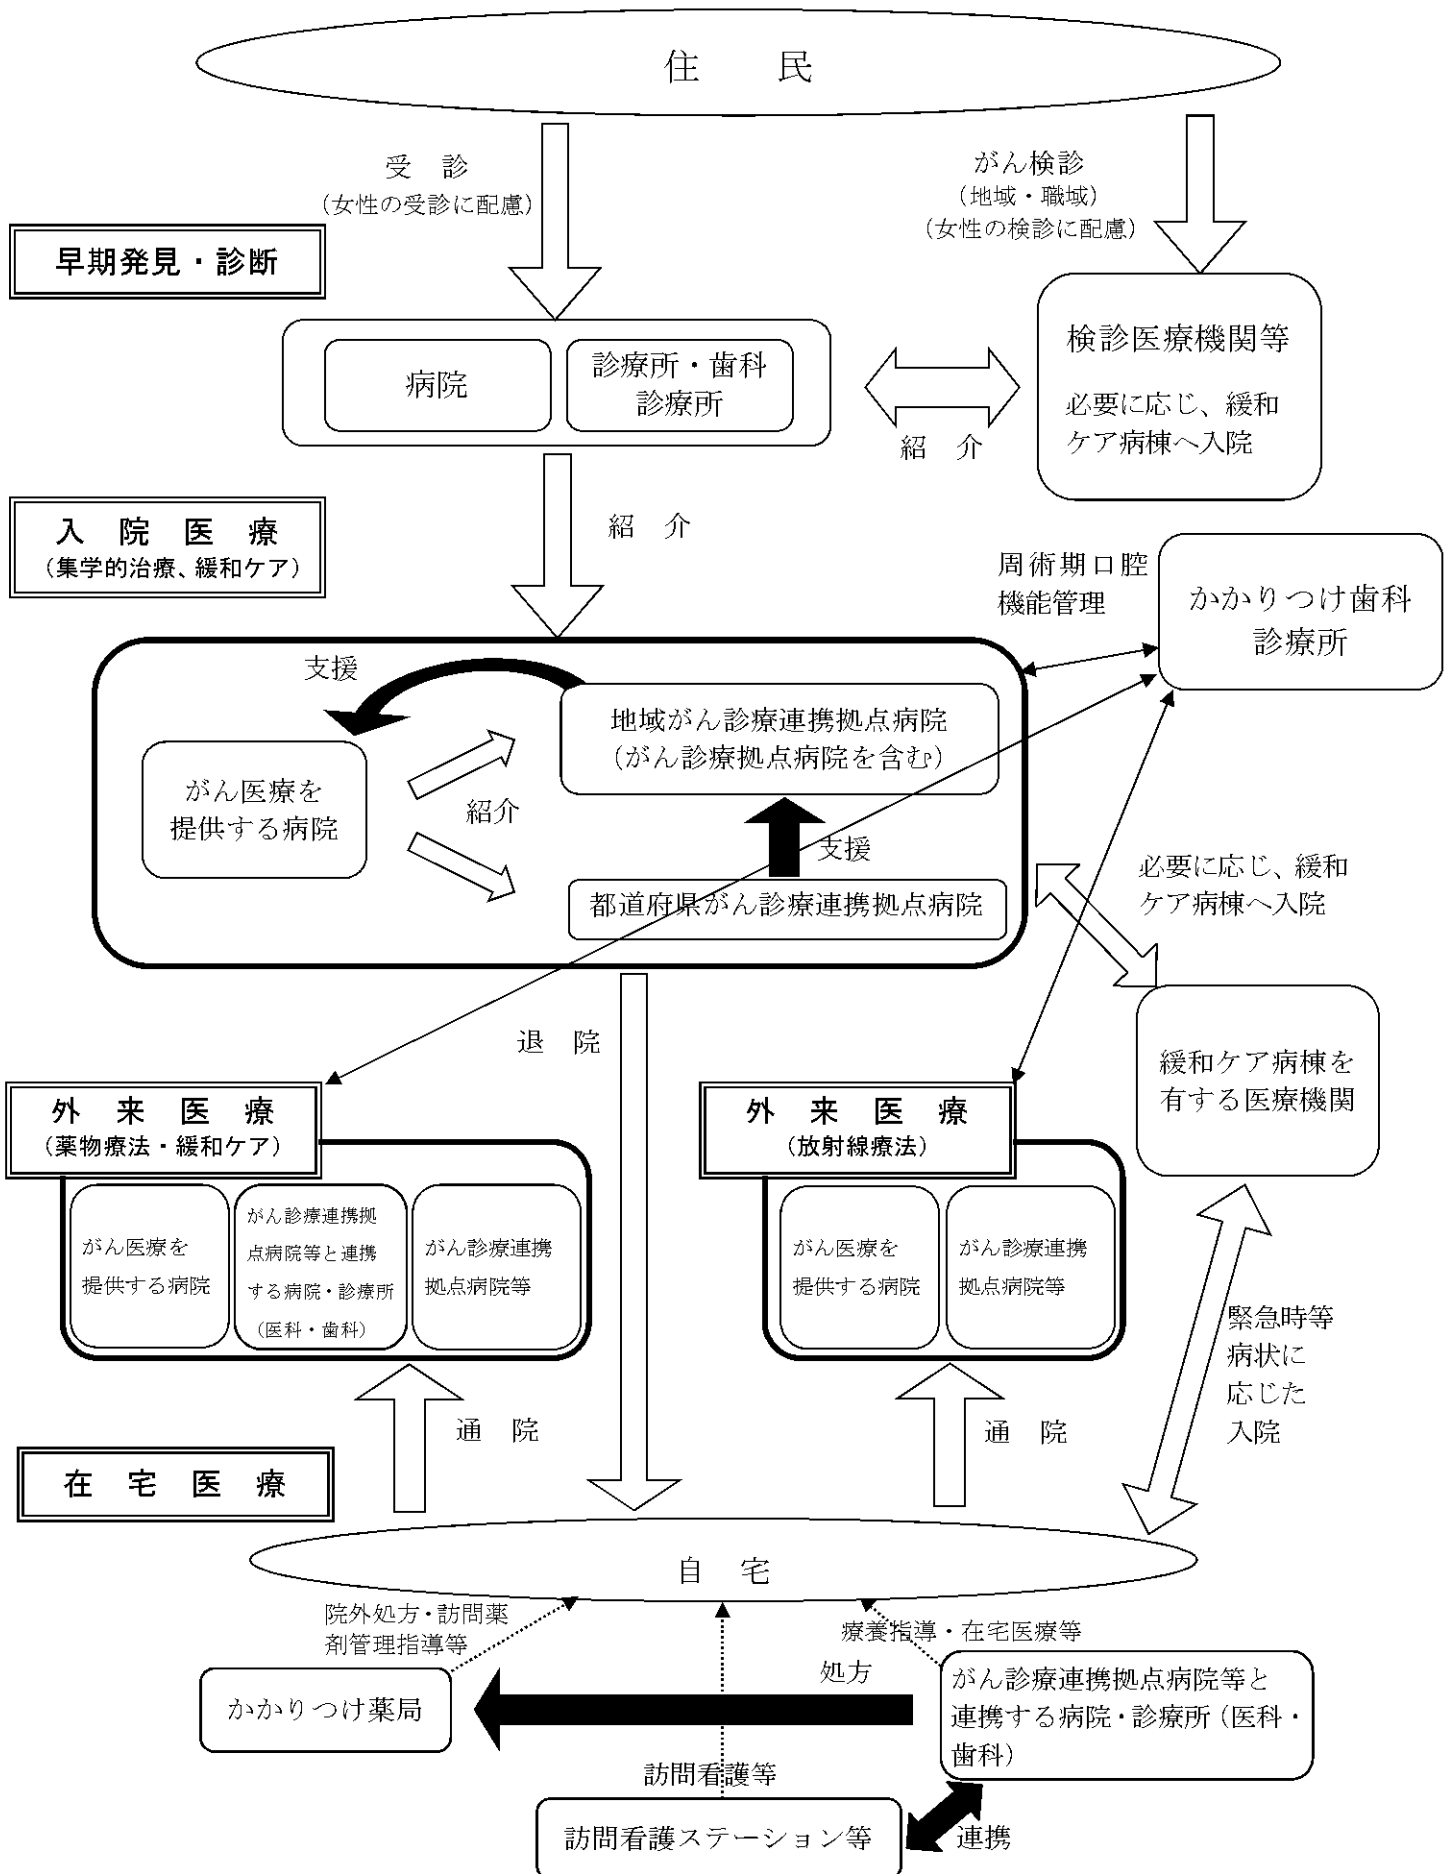 住　民
受　診
(女性の受診に配慮)
がん検診
(地域・職域)
(女性の検診に配慮)
早期発見・診断
病院
診療所・歯科
診療所
検診医療機関等
必要に応じ、緩和
ケア病棟へ入院
紹　介
入　院　医　療
(集学的治療、緩和ケア)
紹　介
周術期口腔
機能管理
かかりつけ歯科
診療所
支援
地域がん診療連携拠点病院
(がん診療拠点病院を含む)
がん医療を
提供する病院
紹介
支援
都道府県がん診療連携拠点病院
必要に応じ、緩和
ケア病棟へ入院
退　院
緩和ケア病棟を
有する医療機関
外　来　医　療
(薬物療法・緩和ケア)
がん医療を
提供する病院
がん診療連携拠
点病院等と連携
する病院・診療所
(医科・歯科)
がん診療連携
拠点病院等
外　来　医　療
(放射線療法)
がん医療を
提供する病院
がん診療連携
拠点病院等
緊急時等
病状に
応じた
入院
通　院
通　院
在　宅　医　療
自　宅
院外処方・訪問薬
剤管理指導等
療養指導・在宅医療等
処方
かかりつけ薬局
がん診療連携拠点病院等と
連携する病院・診療所（医科・
歯科）
訪問看護等
訪問看護ステーション等
連携